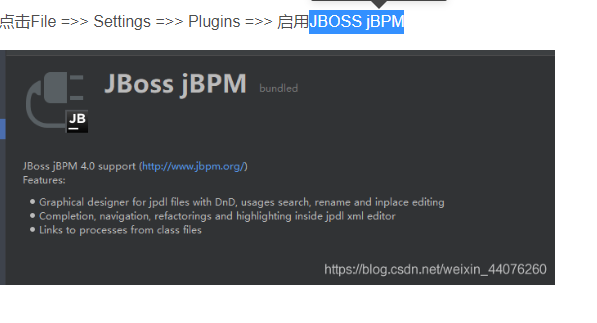 点击File =>> Settings =>> Plugins =>> 启用JBOSS jBPM
JBoss jBPM bundled
JB
JBoss jBPM 4.0 support (http://www.jbpm.org/)
Features:
Graphical designer for jpdl files with DnD, usages search, rename and inplace editing
Completion, navigation, refactorings and highlighting inside jpdl xml editor
Links to processes from class files
https://blog.csdn.net/weixin_44076260